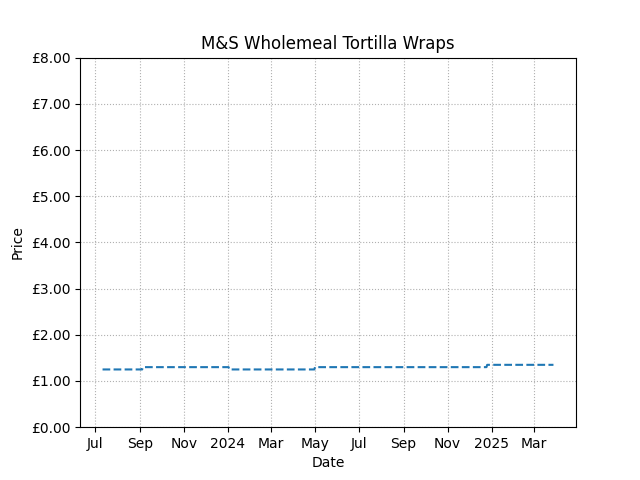 M&S Wholemeal Tortilla Wraps
£8.00
£7.00
£6.00
£5.00
£4.00
£3.00
£2.00
£1.00
£0.00
Price
Jul Sep Nov 2024 Mar May Jul Sep Nov 2025 Mar
Date